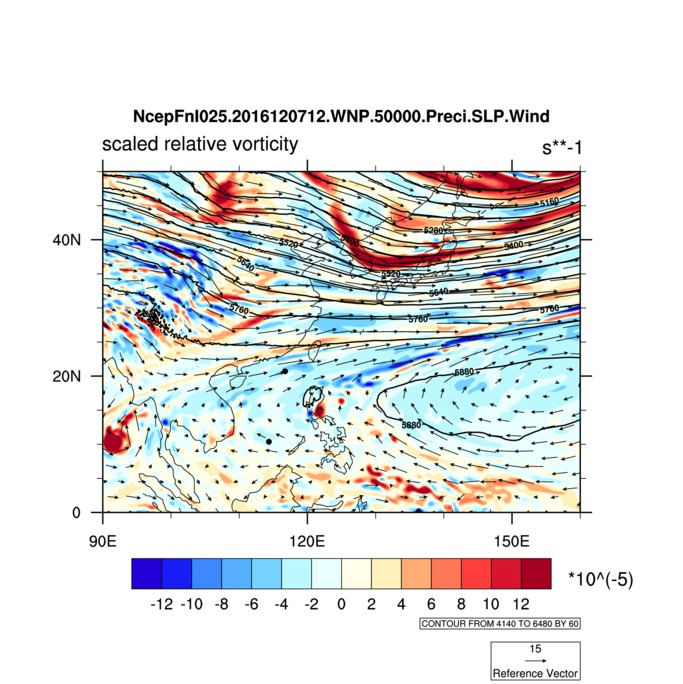 NcepFnl025.2016120712.WNP.50000.Preci.SLP.Wind
scaled relative vorticity s**-1
5160
5280
5400
5520
5640
5520
5640
5760
5760
5760
5880
5880
40N
20N
0
90E 120E 150E
-12 -10 -8 -6 -4 -2 0 2 4 6 8 10 12 *10^(-5)
CONTOUR FROM 4140 TO 6480 BY 60
15
Reference Vector